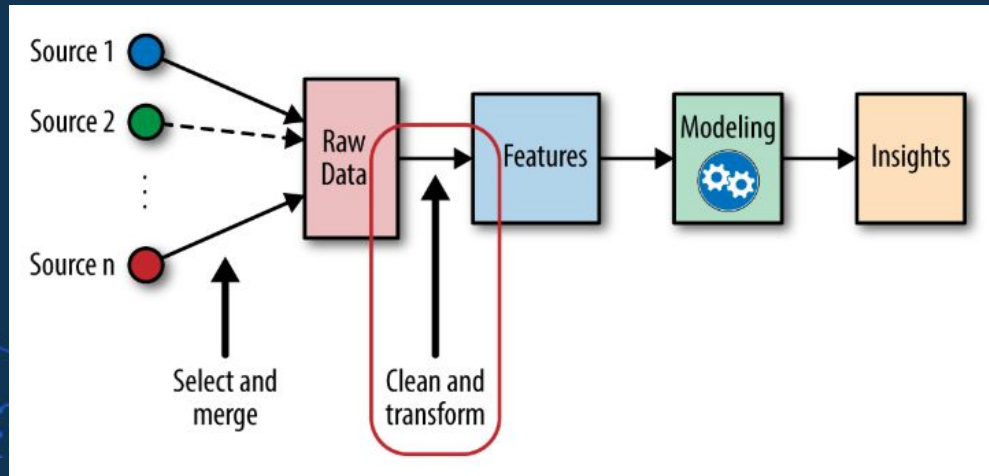 Source 1
Source 2
Source n
Select and
merge
Raw
Data
Clean and
transform
Features
Modeling
Insights